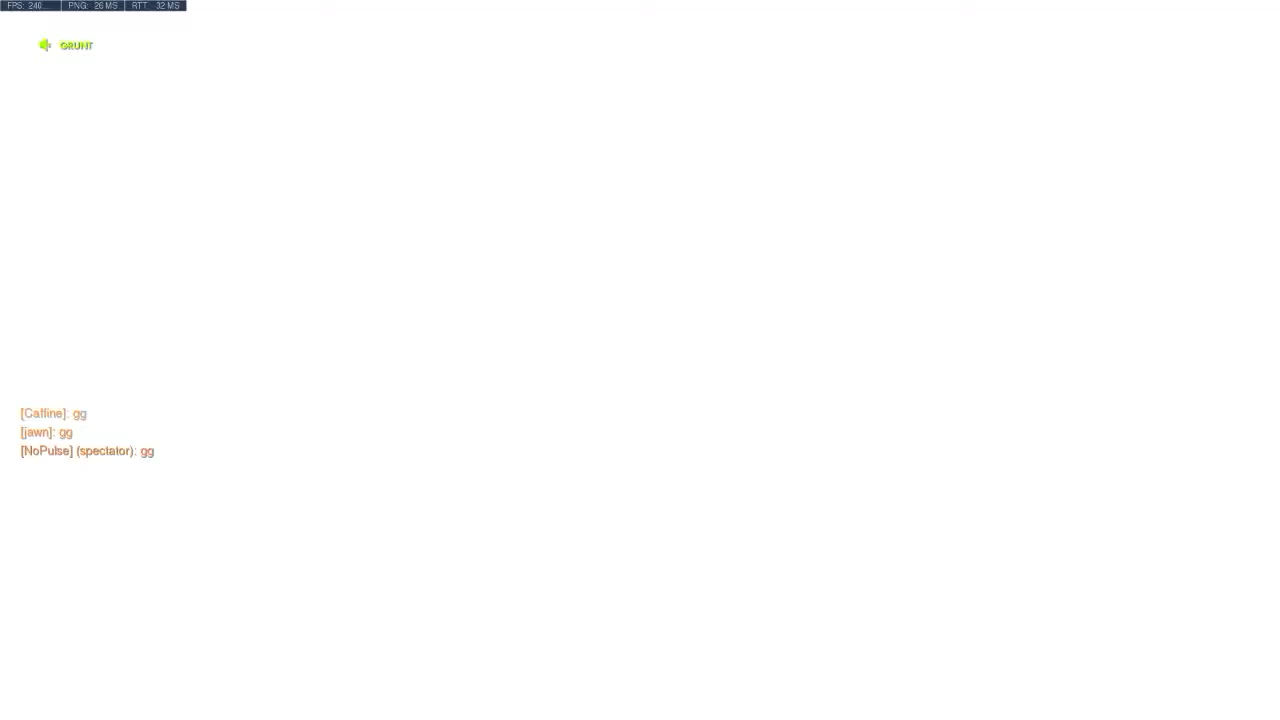 FPS: 240... PNG: 26 MS RTT: 32 MS
GRUNT
[Caffine]: gg
[jawn]: gg
[NoPulse] (spectator): gg